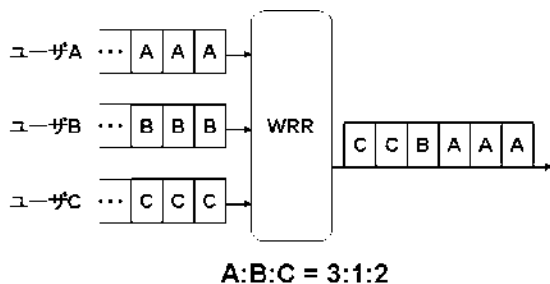 ユーザA … A A A
ユーザB … B B B
WRR
C C B A A A
ユーザC … C C C
A:B:C = 3:1:2